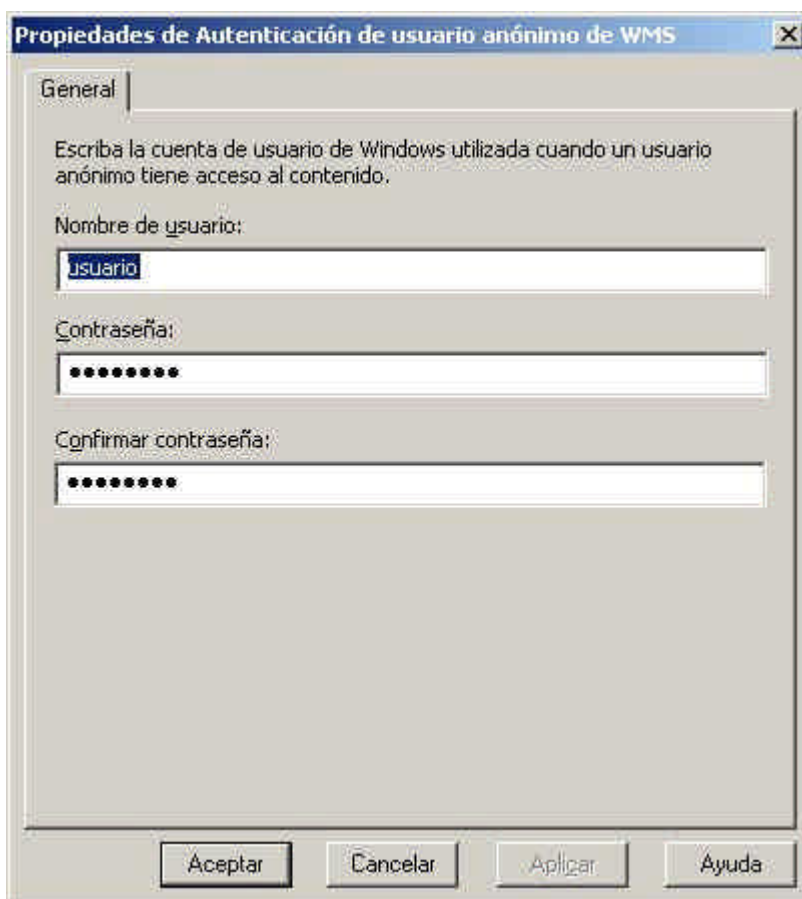 Propiedades de Autenticación de usuario anónimo de WMS
General
Escriba la cuenta de usuario de Windows utilizada cuando un usuario
anónimo tiene acceso al contenido.
Nombre de usuario:
usuario
Contraseña:
●●●●●●●●
Confirmar contraseña:
●●●●●●●●
Aceptar Cancelar Aplicar Ayuda